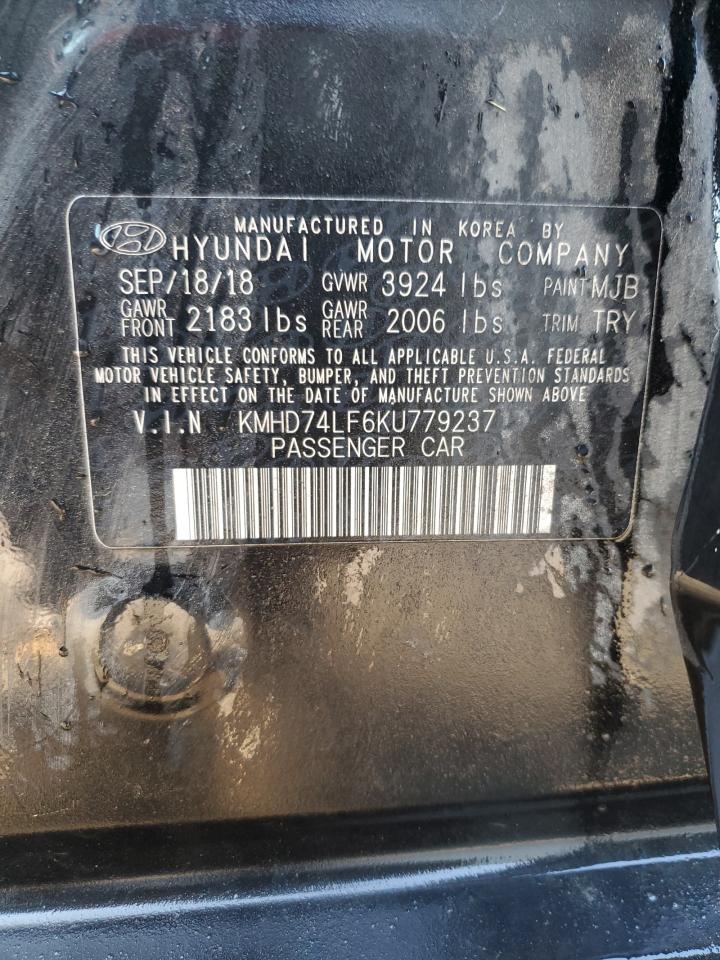 MANUFACTURED IN KOREA BY
HYUNDAI MOTOR COMPANY
SEP/18/18 GVWR 3924 lbs PAINT MJB
GAWR FRONT 2183 lbs GAWR REAR 2006 lbs TRIM TRY
THIS VEHICLE CONFORMS TO ALL APPLICABLE U.S.A. FEDERAL
MOTOR VEHICLE SAFETY, BUMPER, AND THEFT PREVENTION STANDARDS
IN EFFECT ON THE DATE OF MANUFACTURE SHOWN ABOVE
V.I.N KMHD74LF6KU779237
PASSENGER CAR